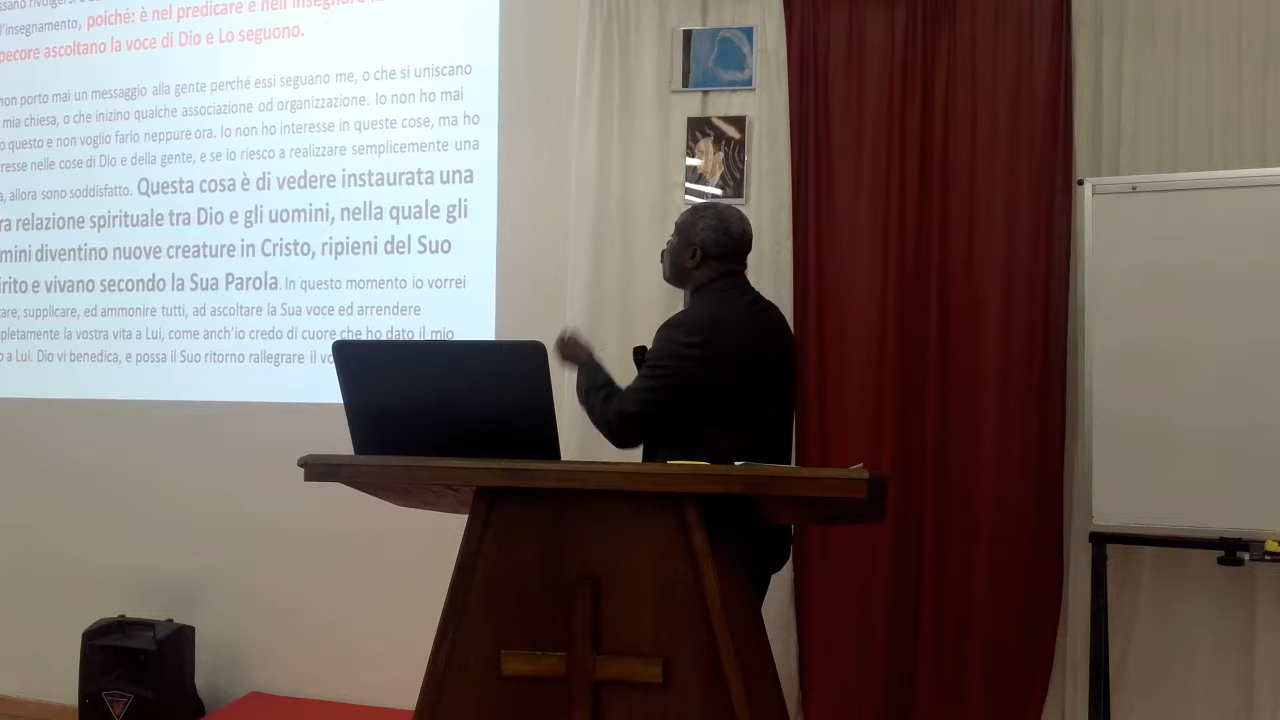 l'insegnamento, poiché: è nel predicare e nell'insegnare
pecore ascoltano la voce di Dio e Lo seguono.
non porto mai un messaggio alla gente perché essi seguano me, o che si uniscano
mia chiesa, o che inizino qualche associazione od organizzazione. Io non ho mai
questo e non voglio farlo neppure ora. Io non ho interesse in queste cose, ma ho
nelle cose di Dio e della gente, e se io riesco a realizzare semplicemente una
allora sono soddisfatto. Questa cosa è di vedere instaurata una
relazione spirituale tra Dio e gli uomini, nella quale gli
diventino nuove creature in Cristo, ripieni del Suo
e vivano secondo la Sua Parola. In questo momento io vorrei
supplicare, ed ammonire tutti, ad ascoltare la Sua voce ed arrendere
la vostra vita a Lui, come anch'io credo di cuore che ho dato il mio
a Lui. Dio vi benedica, e possa il Suo ritorno rallegrare il